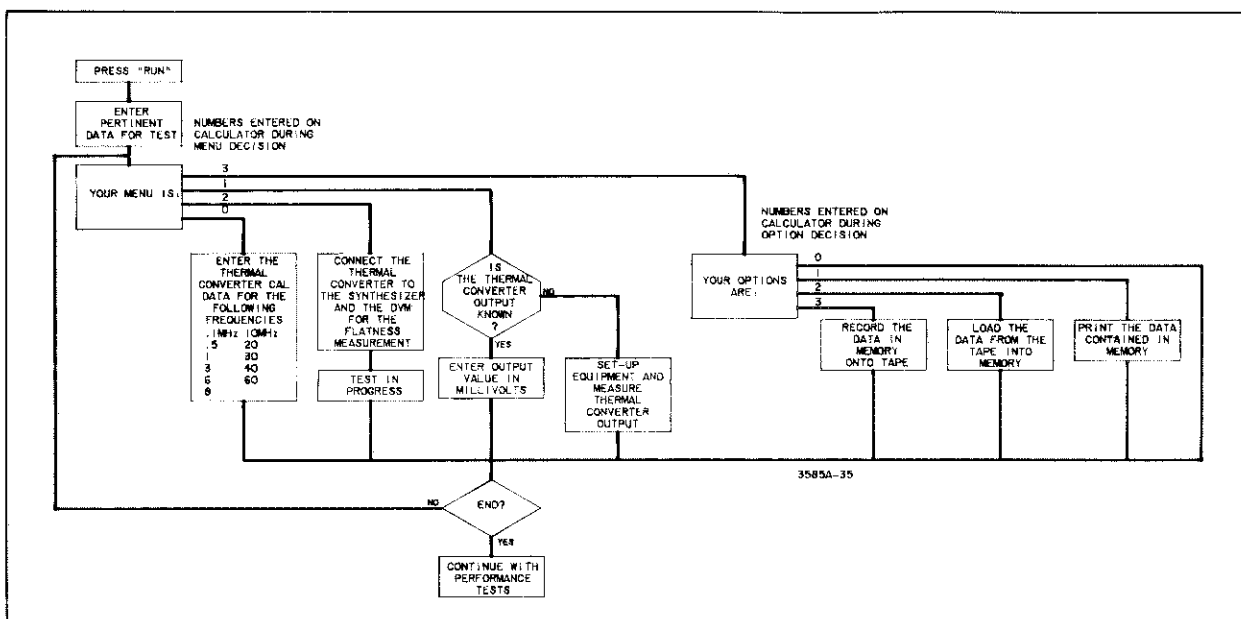 PRESS "RUN"
ENTER
PERTINENT
DATA FOR TEST
NUMBERS ENTERED ON
CALCULATOR DURING
MENU DECISION
YOUR MENU IS:
3
1
2
0
ENTER THE
THERMAL
CONVERTER CAL
DATA FOR THE
FOLLOWING
FREQUENCIES
.1MHz 10MHz
.5 20
1 30
3 40
6 60
8
CONNECT THE
THERMAL
CONVERTER TO
THE SYNTHESIZER
AND THE DVM
FOR THE
FLATNESS
MEASUREMENT
TEST IN
PROGRESS
IS
THE THERMAL
CONVERTER
OUTPUT
KNOWN
?
NO
YES
ENTER OUTPUT
VALUE IN
MILLIVOLTS
SET-UP
EQUIPMENT AND
MEASURE
THERMAL
CONVERTER
OUTPUT
NUMBERS ENTERED ON
CALCULATOR DURING
OPTION DECISION
YOUR OPTIONS
ARE:
0
1
2
3
RECORD THE
DATA IN
MEMORY
ONTO TAPE
LOAD THE
DATA FROM THE
TAPE INTO
MEMORY
PRINT THE DATA
CONTAINED IN
MEMORY
3585A-35
NO
END?
YES
CONTINUE WITH
PERFORMANCE
TESTS